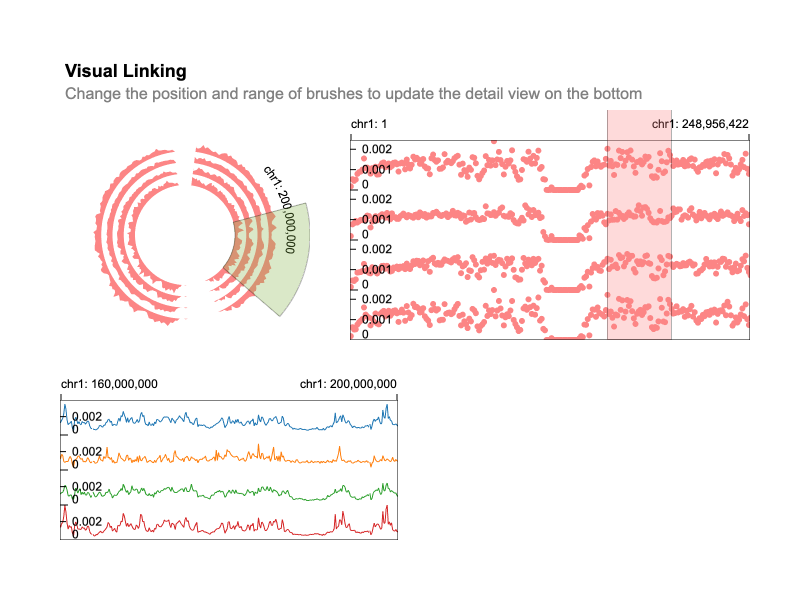 Visual Linking
Change the position and range of brushes to update the detail view on the bottom
chr1: 200,000,000
chr1: 1
chr1: 248,956,422
0.002
0.001
0
0.002
0.001
0
0.002
0.001
0
0.002
0.001
0
chr1: 160,000,000
chr1: 200,000,000
0.002
0
0.002
0
0.002
0
0.002
0